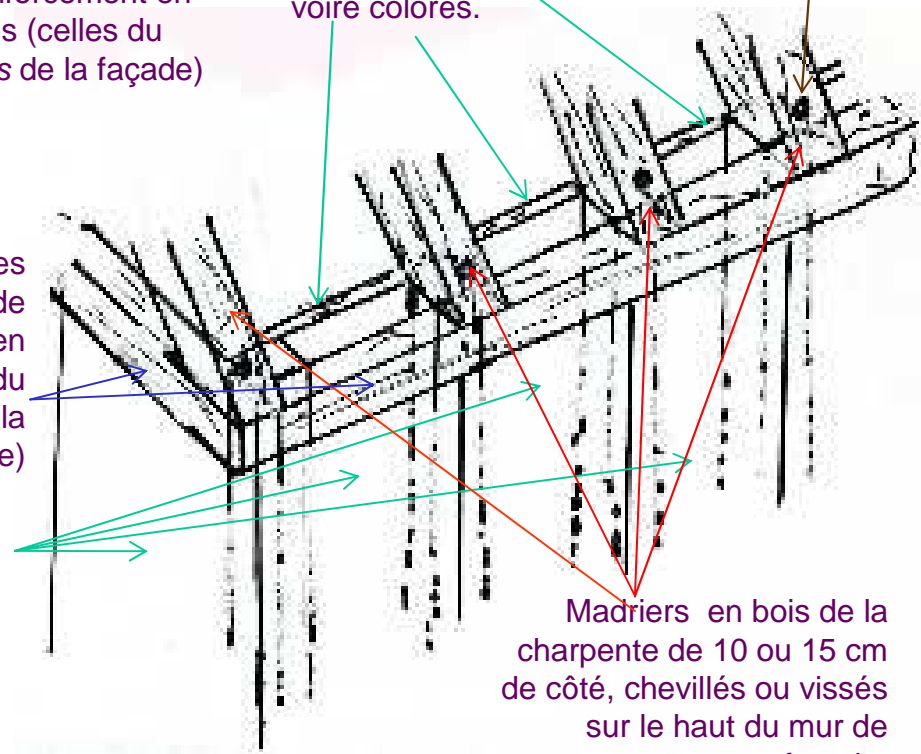 s (celles du
s de la façade)
voire colorés.
es
de
en
du
la
e)
Madriers en bois de la
charpente de 10 ou 15 cm
de côté, chevillés ou vissés
sur le haut du mur de